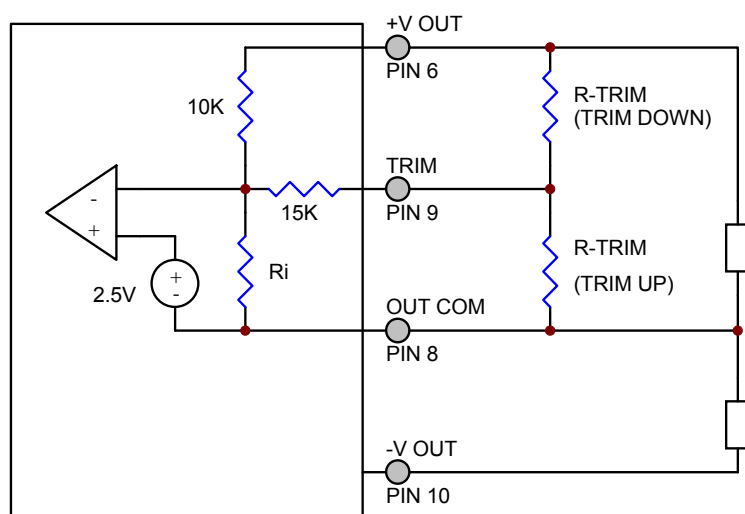 +V OUT
PIN 6
10K
R-TRIM
(TRIM DOWN)
TRIM
PIN 9
15K
-
+
2.5V
+
-
Ri
R-TRIM
(TRIM UP)
OUT COM
PIN 8
-V OUT
PIN 10